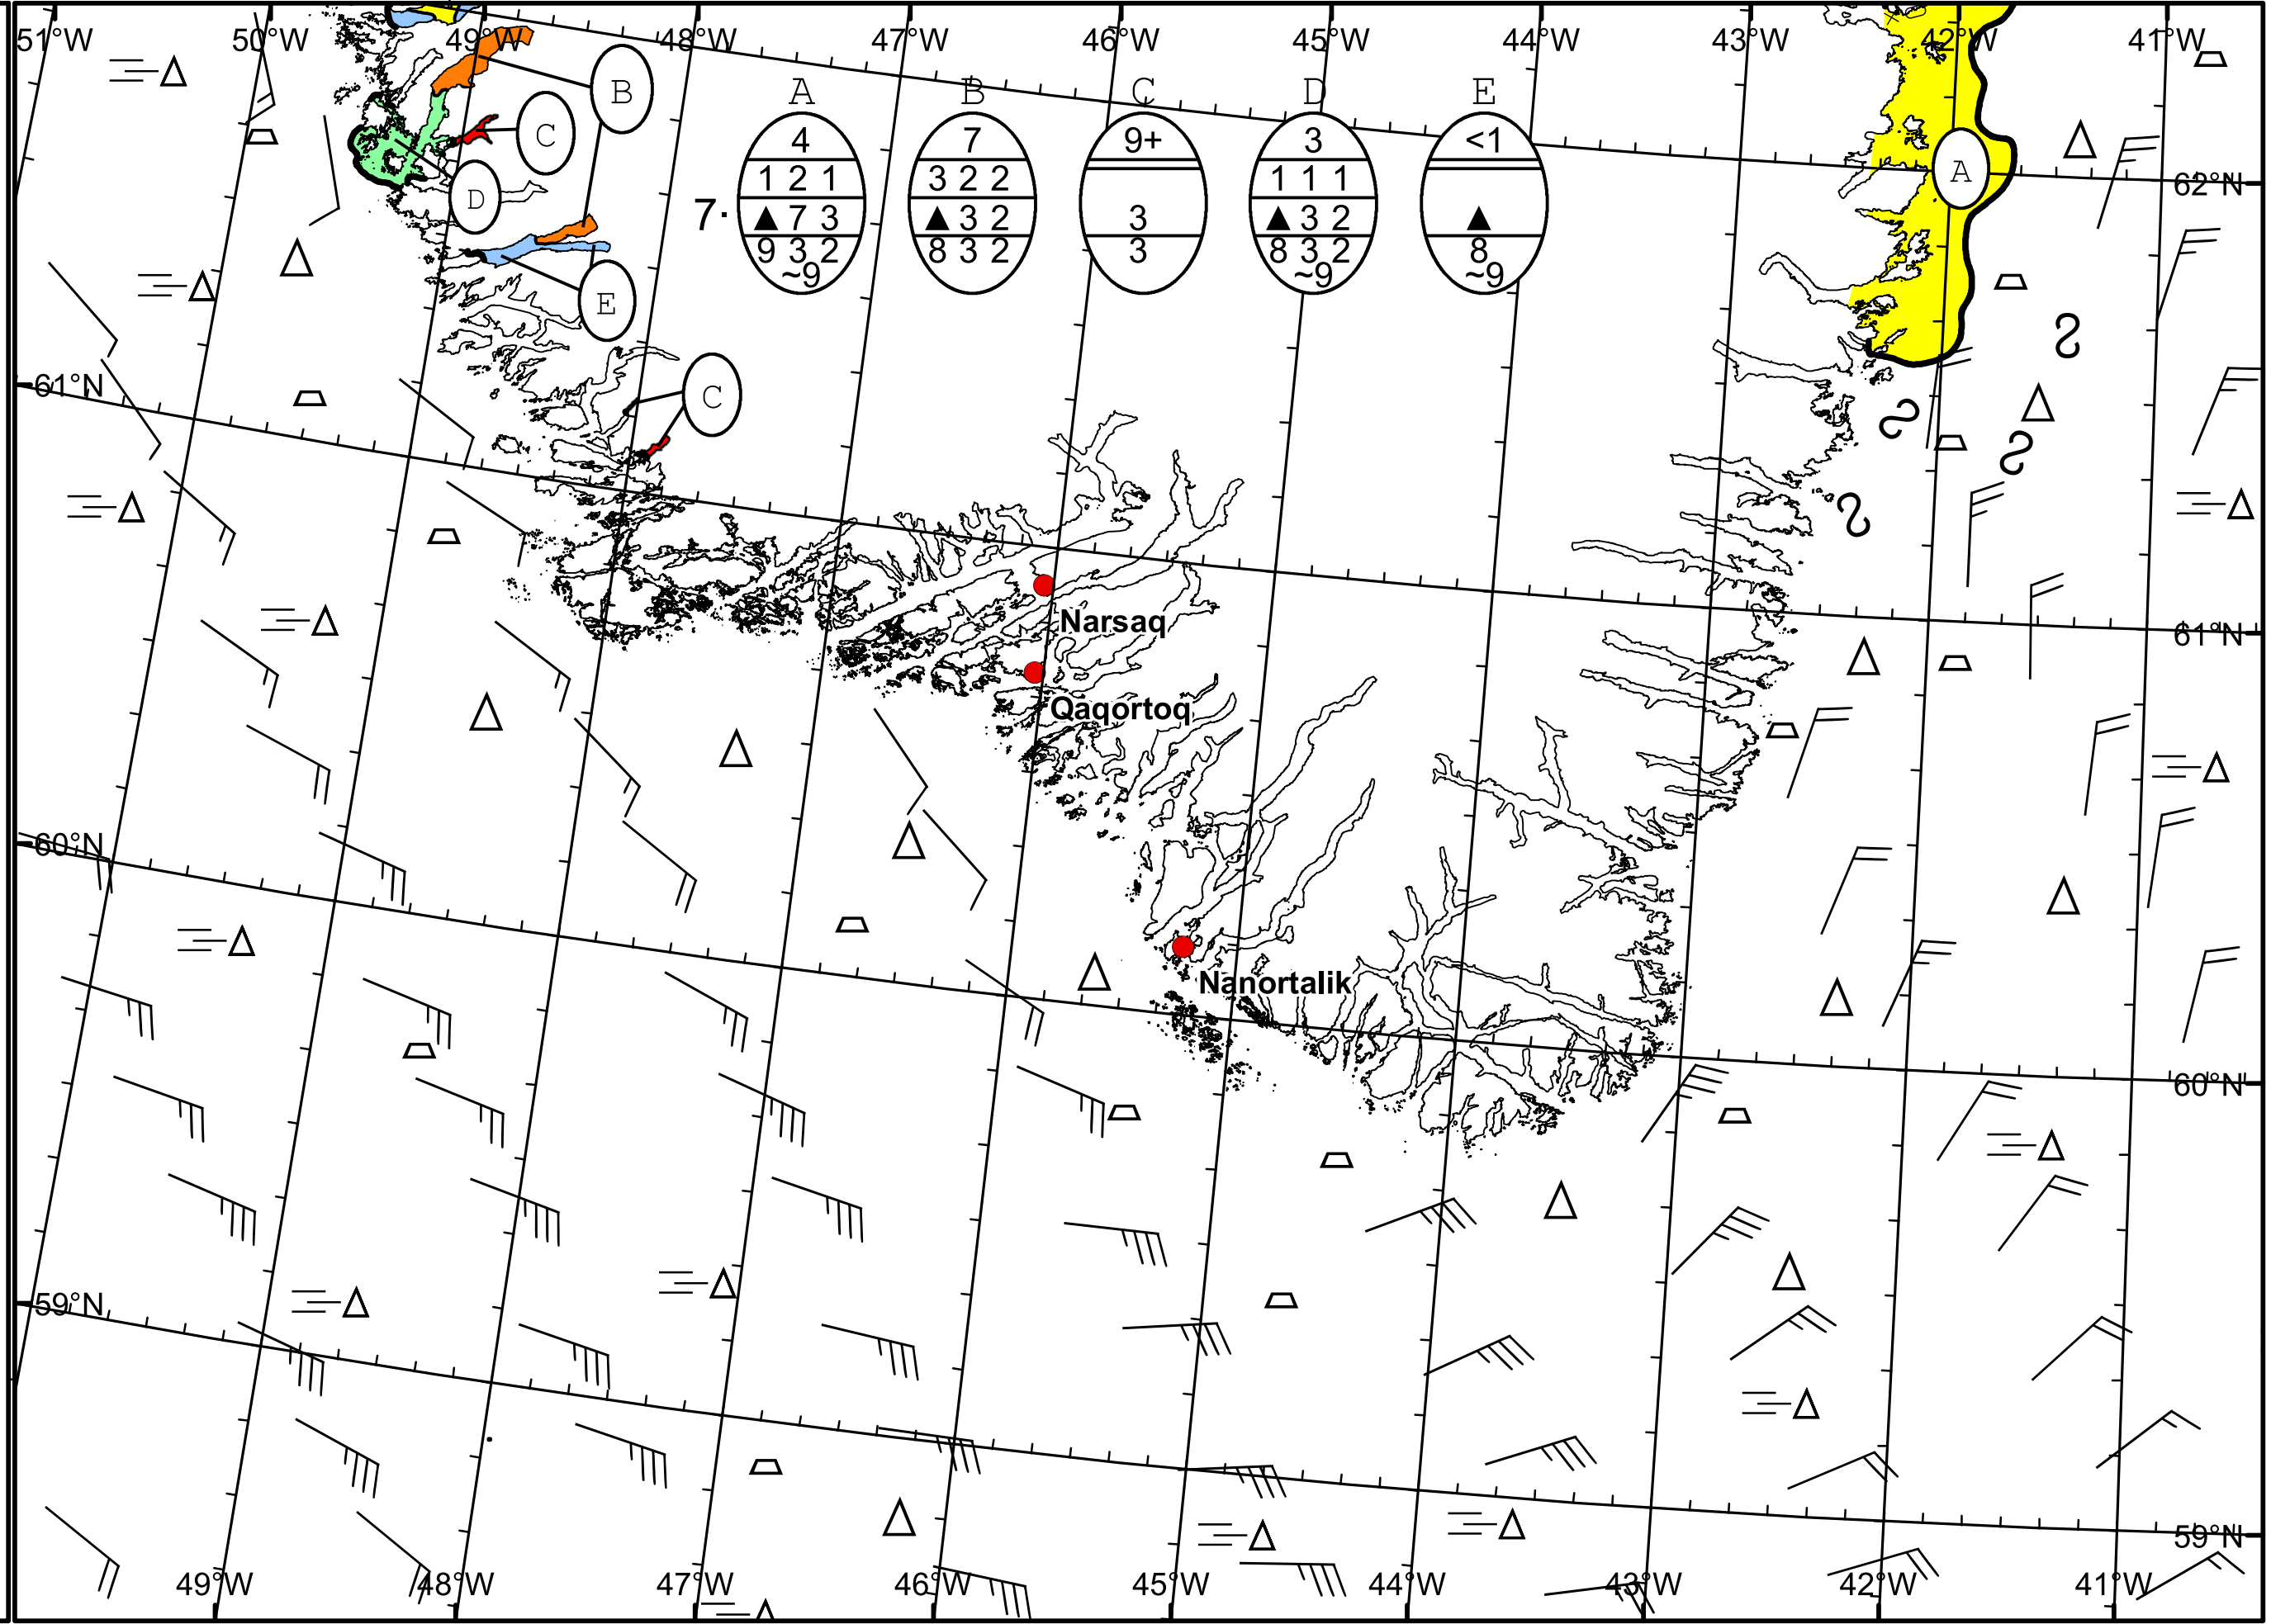 51°W 50°W 49°W 48°W 47°W 46°W 45°W 44°W 43°W 42°W 41°W
B
A B C D E
C
4 7 9+ 3 <1
A
1 2 1 3 2 2 1 1 1
62°N
D
7· ▲ 7 3 ▲ 3 2 3 ▲ 3 2 ▲
9 3 2 8 3 2 3 8 3 2 8
~9 ~9 ~9
E
61°N
C
Narsaq
61°N
Qaqortoq
60°N
Nanortalik
60°N
59°N
59°N
49°W 48°W 47°W 46°W 45°W 44°W 43°W 42°W 41°W